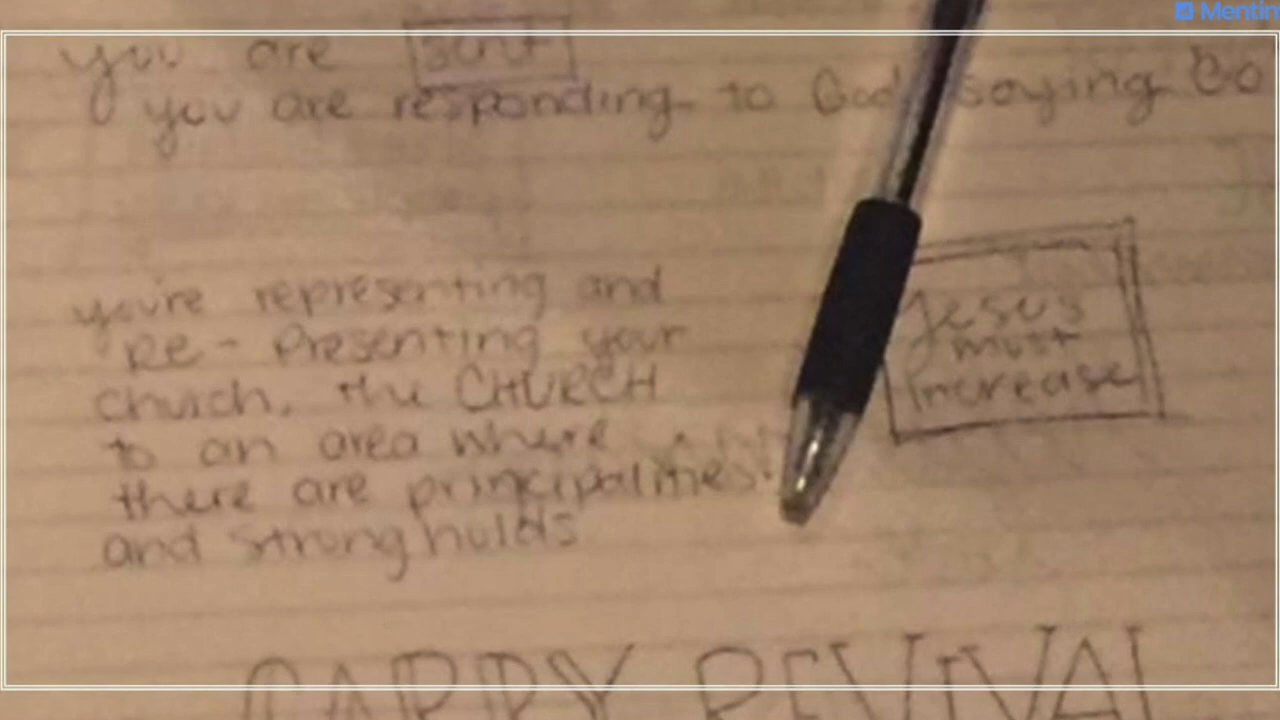 Mentim
you are sent
you are responding to God saying Go
you're representing and
Re-Presenting your
church, the CHURCH
to an area where
there are principalities
and strongholds
Jesus
must
increase
CARRY REVIVAL